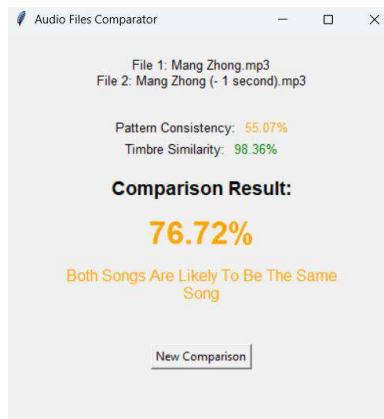 Audio Files Comparator
File 1: Mang Zhong.mp3
File 2: Mang Zhong (- 1 second).mp3
Pattern Consistency: 55.07%
Timbre Similarity: 98.36%
Comparison Result:
76.72%
Both Songs Are Likely To Be The Same
Song
New Comparison